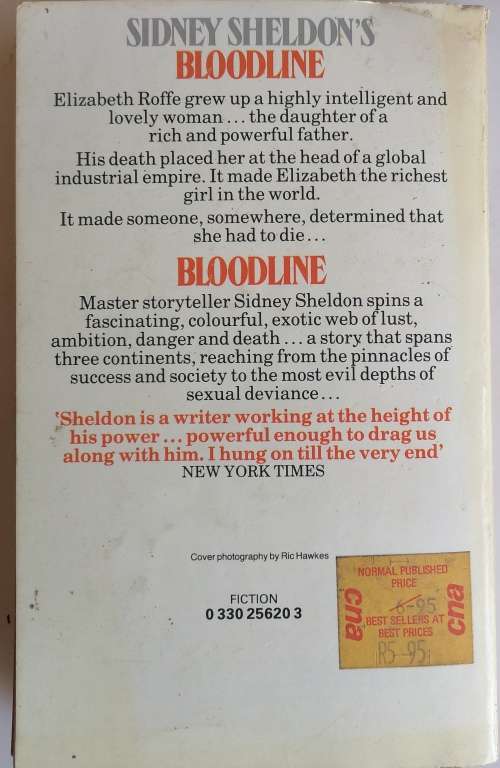 SIDNEY SHELDON'S
BLOODLINE
Elizabeth Roffe grew up a highly intelligent and
lovely woman ... the daughter of a
rich and powerful father.
His death placed her at the head of a global
industrial empire. It made Elizabeth the richest
girl in the world.
It made someone, somewhere, determined that
she had to die ...
BLOODLINE
Master storyteller Sidney Sheldon spins a
fascinating, colourful, exotic web of lust,
ambition, danger and death ... a story that spans
three continents, reaching from the pinnacles of
success and society to the most evil depths of
sexual deviance ...
'Sheldon is a writer working at the height of
his power ... powerful enough to drag us
along with him. I hung on till the very end'
NEW YORK TIMES
Cover photography by Ric Hawkes
FICTION
0 330 25620 3
NORMAL PUBLISHED
PRICE
6-95
cna
cna
BEST SELLERS AT
BEST PRICES
R5-95